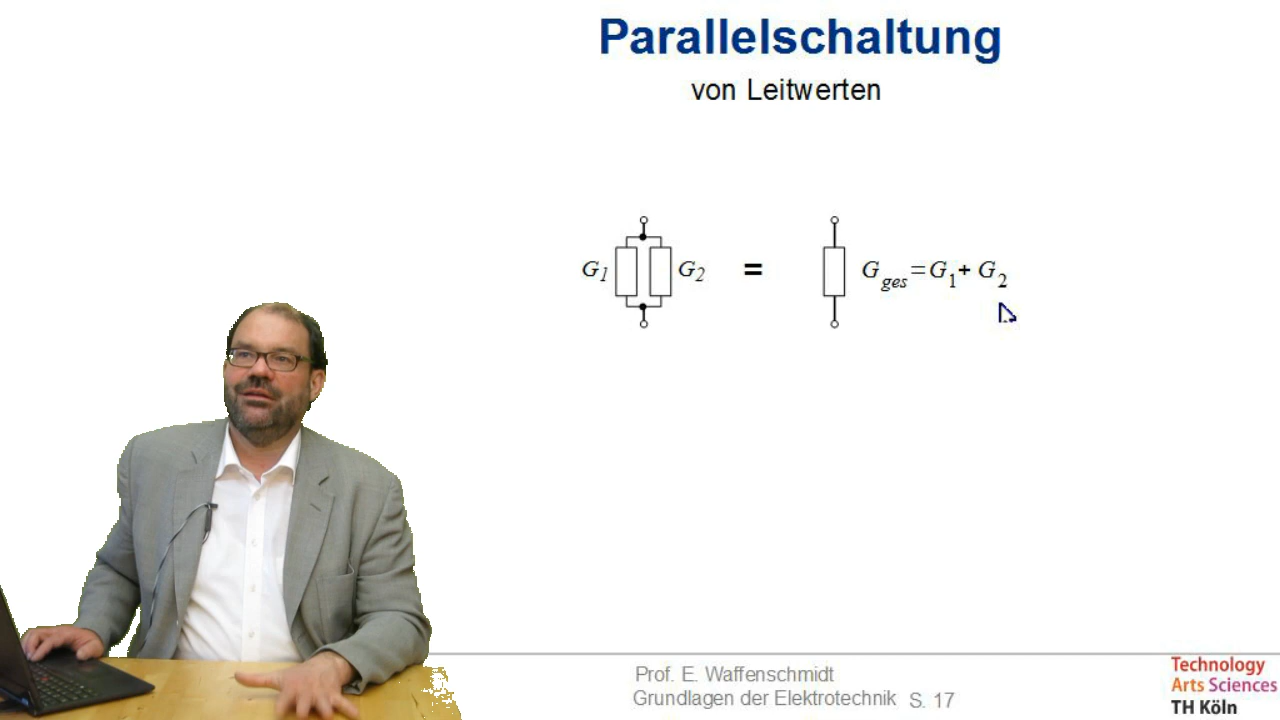 Parallelschaltung
von Leitwerten
G1 G2 = Gges=G1+ G2
Prof. E. Waffenschmidt
Grundlagen der Elektrotechnik S. 17
Technology
Arts Sciences
TH Köln